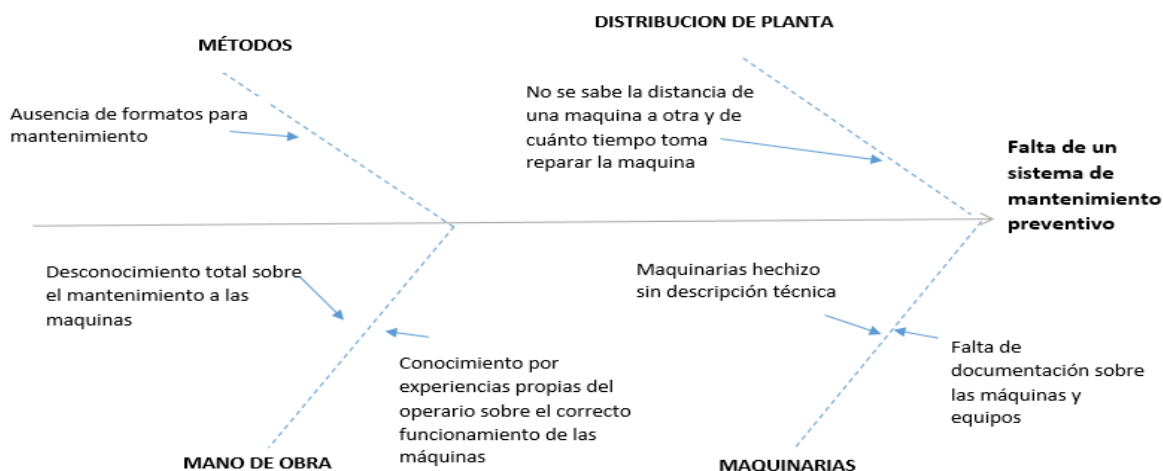 DISTRIBUCION DE PLANTA
MÉTODOS
Ausencia de formatos para
mantenimiento
No se sabe la distancia de
una maquina a otra y de
cuánto tiempo toma
reparar la maquina
Falta de un
sistema de
mantenimiento
preventivo
Desconocimiento total sobre
el mantenimiento a las
maquinas
Conocimiento por
experiencias propias del
operario sobre el correcto
funcionamiento de las
máquinas
Maquinarias hechizo
sin descripción técnica
Falta de
documentación sobre
las máquinas y
equipos
MANO DE OBRA
MAQUINARIAS